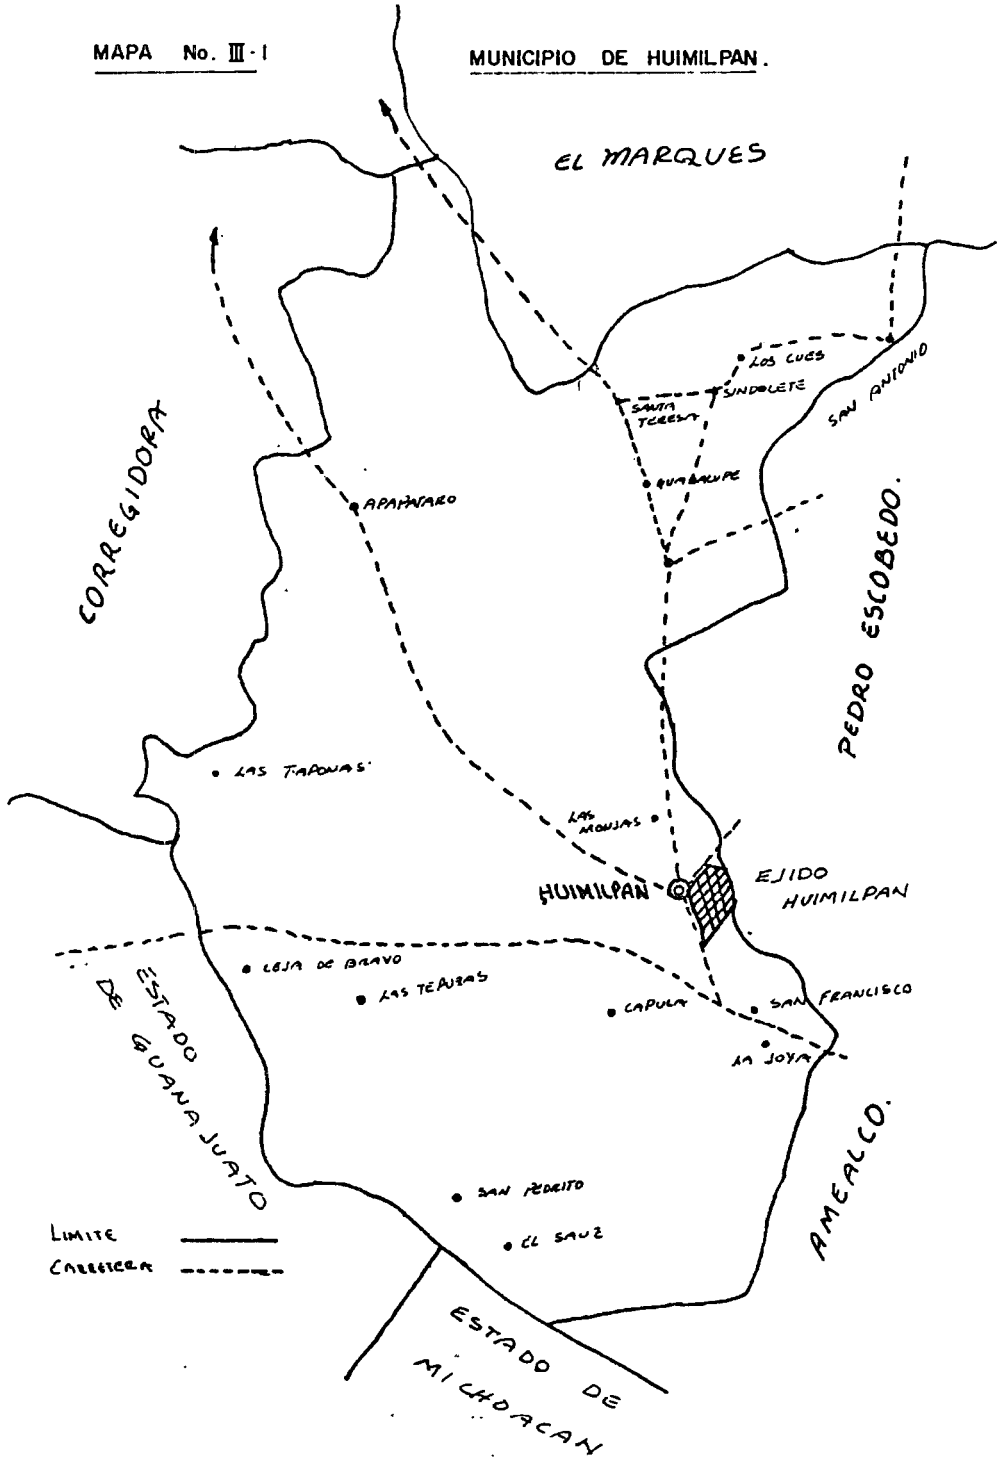 MAPA No. III-1
MUNICIPIO DE HUIMILPAN.
EL MARQUES
LOS CUES
SINDOLETE
SANTA
TERESA
SAN ANTONIO
GUADALUPE
CORREGIDORA
APAPATARO
PEDRO ESCOBEDO.
LAS TAPONAS
LAS
MONJAS
HUIMILPAN
EJIDO
HUIMILPAN
CEJA DE BRAVO
LAS TEPUZAS
CAPULA
SAN FRANCISCO
LA JOYA
ESTADO
DE GUANAJUATO
AMEALCO.
SAN PEDRITO
EL SAUZ
LIMITE
CARRETERA
ESTADO DE
MICHOACAN